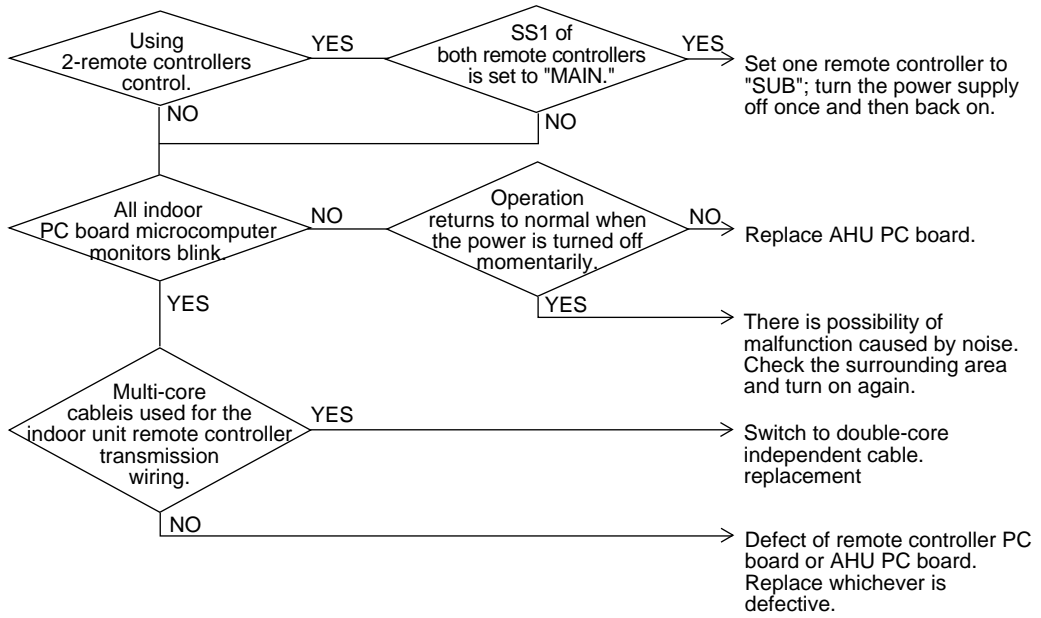 Using
2-remote controllers
control.
YES
SS1 of
both remote controllers
is set to "MAIN."
YES
Set one remote controller to
"SUB"; turn the power supply
off once and then back on.
NO
NO
All indoor
PC board microcomputer
monitors blink.
NO
Operation
returns to normal when
the power is turned off
momentarily.
NO
Replace AHU PC board.
YES
YES
There is possibility of
malfunction caused by noise.
Check the surrounding area
and turn on again.
Multi-core
cableis used for the
indoor unit remote controller
transmission
wiring.
YES
Switch to double-core
independent cable.
replacement
NO
Defect of remote controller PC
board or AHU PC board.
Replace whichever is
defective.